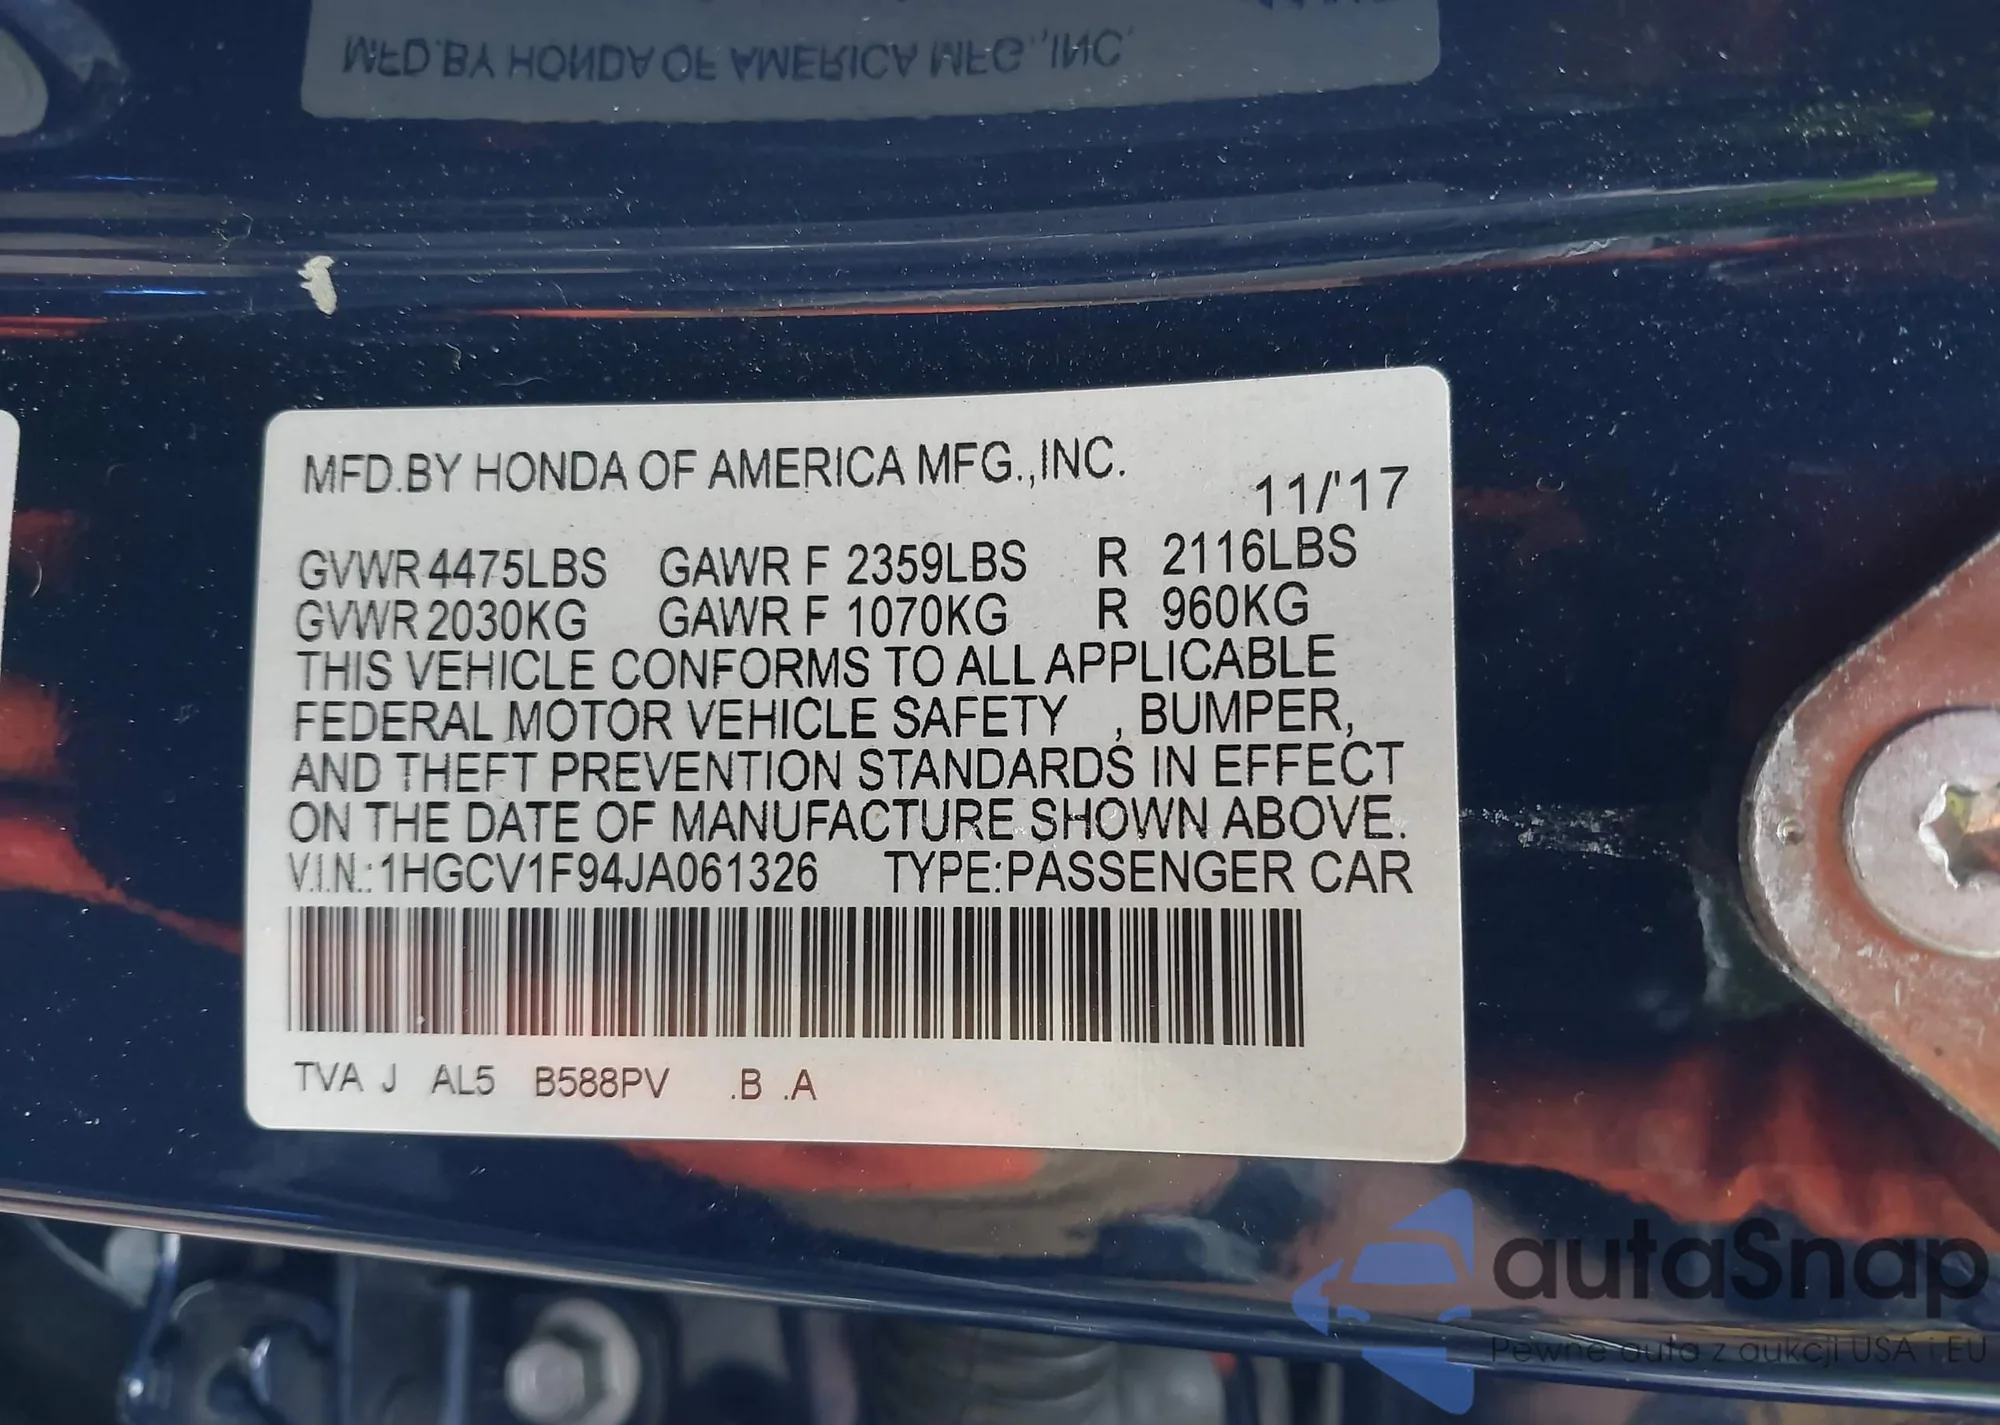 MFD.BY HONDA OF AMERICA MFG.,INC.
MFD.BY HONDA OF AMERICA MFG.,INC.
11/'17
GVWR 4475LBS GAWR F 2359LBS R 2116LBS
GVWR 2030KG GAWR F 1070KG R 960KG
THIS VEHICLE CONFORMS TO ALL APPLICABLE
FEDERAL MOTOR VEHICLE SAFETY , BUMPER,
AND THEFT PREVENTION STANDARDS IN EFFECT
ON THE DATE OF MANUFACTURE SHOWN ABOVE.
V.I.N.:1HGCV1F94JA061326 TYPE:PASSENGER CAR
TVA J AL5 B588PV .B .A
autaSnap
Pewne auta z aukcji USA i EU